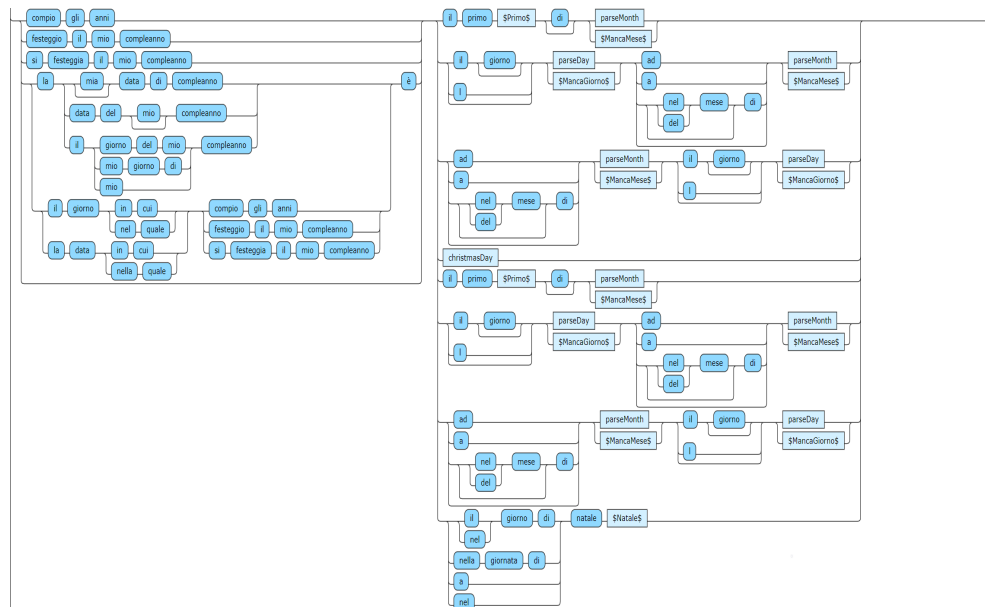 compio gli anni
festeggio il mio compleanno
si festeggia il mio compleanno
la mia data di compleanno è
data del mio compleanno
il giorno del mio compleanno
mio giorno di
mio
il giorno in cui compio gli anni
nel quale festeggio il mio compleanno
la data in cui si festeggia il mio compleanno
nella quale
il primo $Primo$ di parseMonth
$MancaMese$
il giorno parseDay ad parseMonth
$MancaGiorno$ a $MancaMese$
l nel mese di
del
ad parseMonth il giorno parseDay
a $MancaMese$ l $MancaGiorno$
nel mese di
del
christmasDay
il primo $Primo$ di parseMonth
$MancaMese$
il giorno parseDay ad parseMonth
$MancaGiorno$ a $MancaMese$
l nel mese di
del
ad parseMonth il giorno parseDay
a $MancaMese$ l $MancaGiorno$
nel mese di
del
il giorno di natale $Natale$
nel
nella giornata di
a
nel